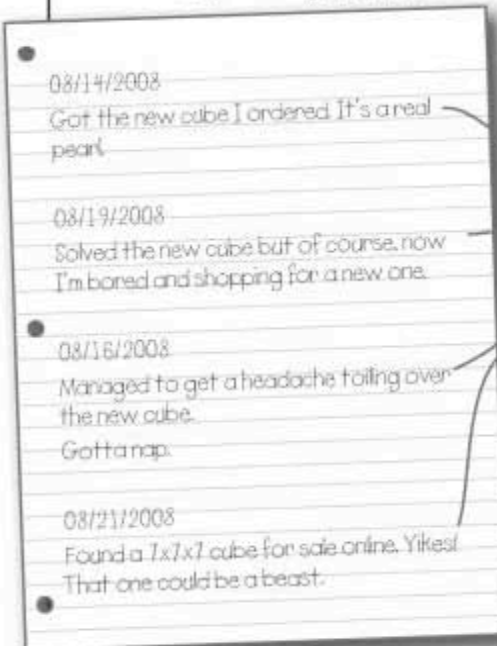 08/14/2008
Got the new cube I ordered. It's a real
pearl.
08/19/2008
Solved the new cube but of course, now
I'm bored and shopping for a new one.
08/16/2008
Managed to get a headache toiling over
the new cube.
Gotta nap.
08/21/2008
Found a 7x7x7 cube for sale online. Yikes!
That one could be a beast.